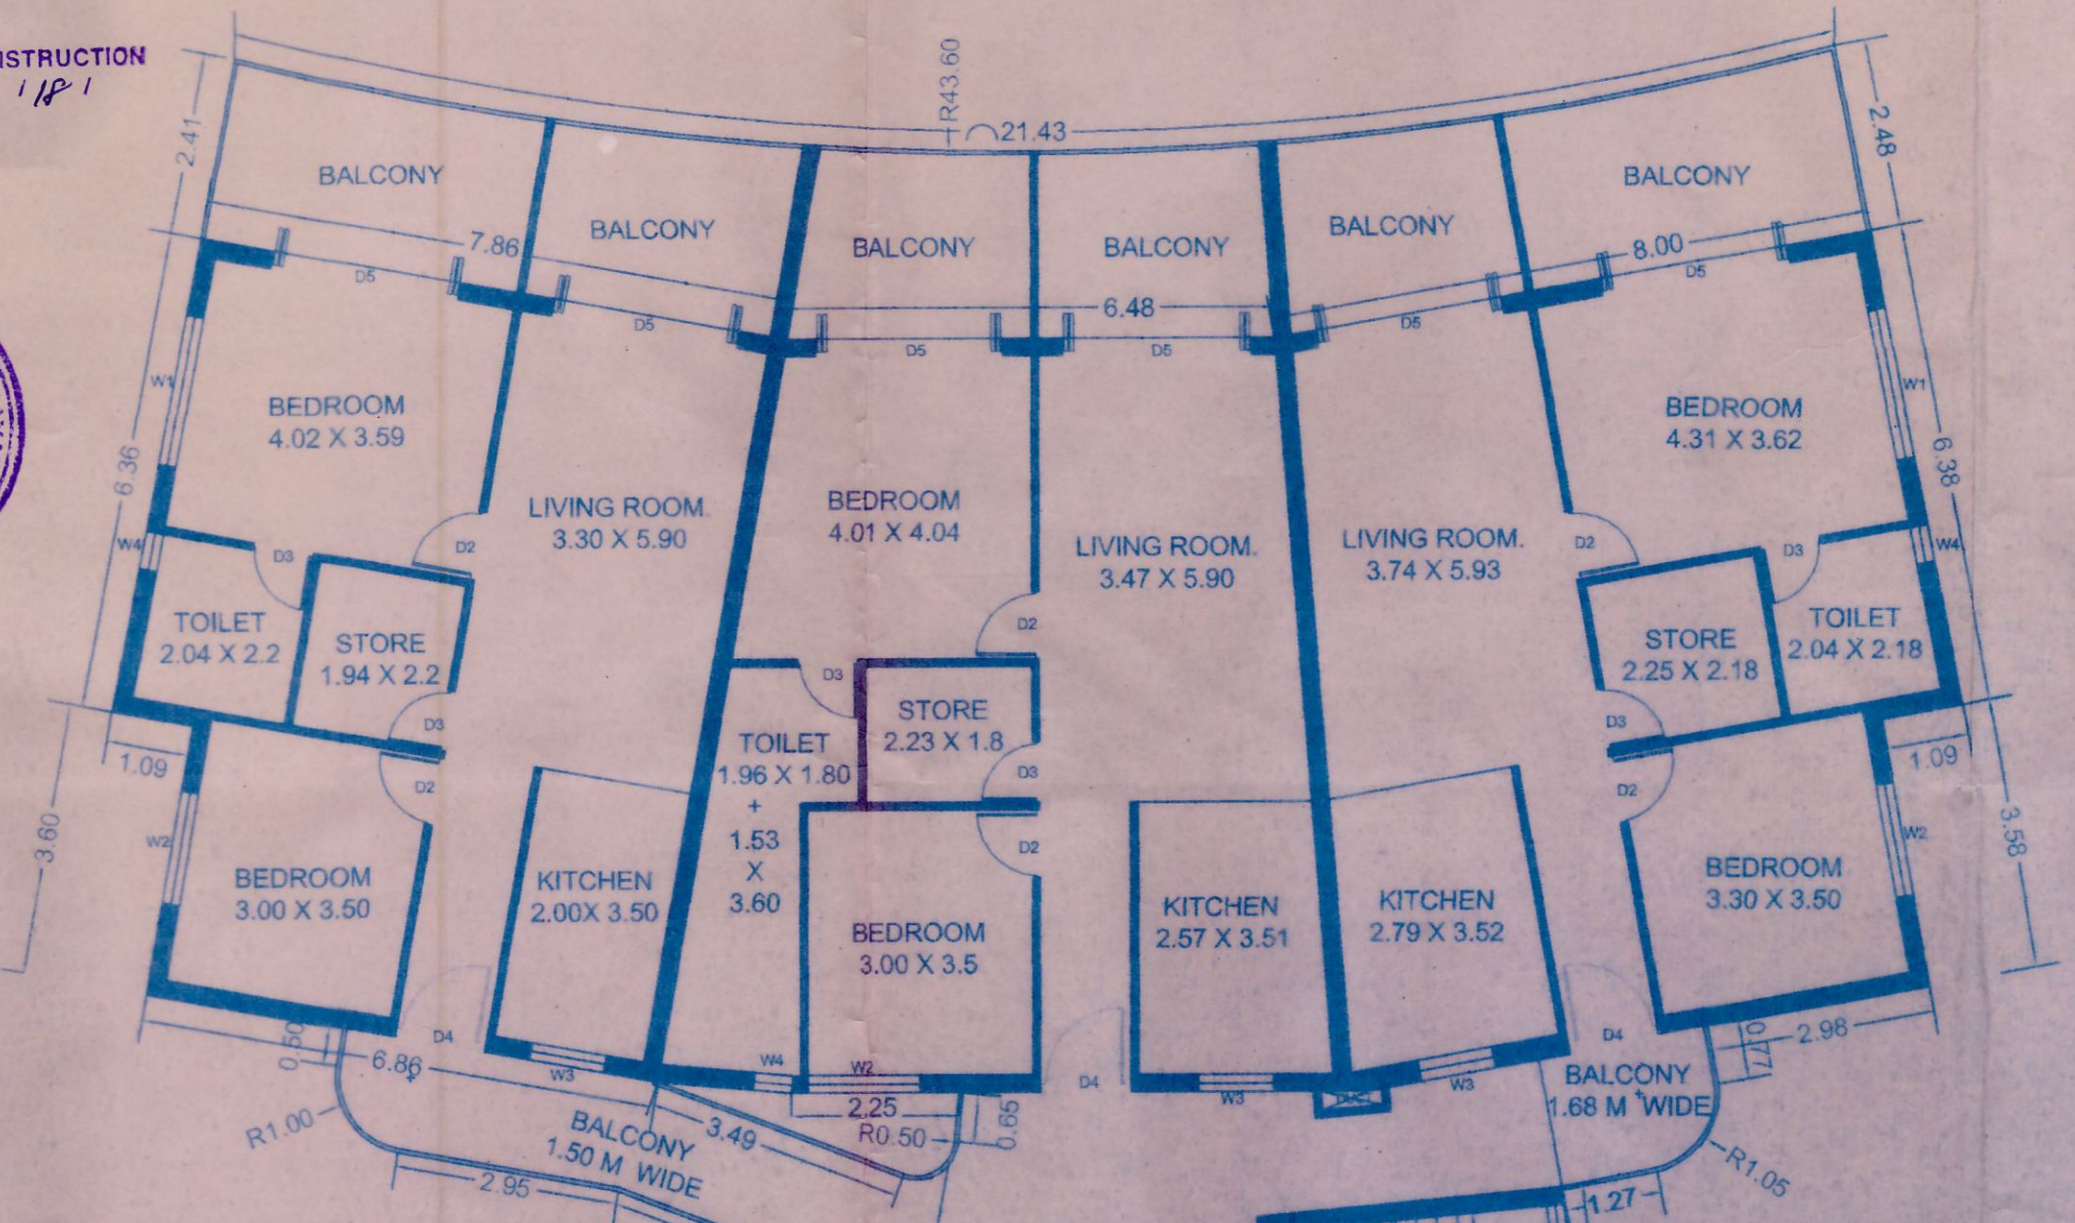 NSTRUCTION
1/8 1
R43.60
21.43
2.41
2.48
BALCONY
BALCONY
BALCONY
BALCONY
BALCONY
BALCONY
7.86
6.48
8.00
D5
D5
D5
D5
D5
D5
W1
W1
6.36
6.38
BEDROOM
4.02 X 3.59
LIVING ROOM.
3.30 X 5.90
BEDROOM
4.01 X 4.04
LIVING ROOM.
3.47 X 5.90
LIVING ROOM.
3.74 X 5.93
BEDROOM
4.31 X 3.62
W4
D3
D2
D2
D2
D3
W4
TOILET
2.04 X 2.2
STORE
1.94 X 2.2
D3
D3
STORE
2.23 X 1.8
D3
TOILET
1.96 X 1.80
+
1.53
X
3.60
STORE
2.25 X 2.18
TOILET
2.04 X 2.18
D3
1.09
1.09
3.60
3.58
D2
D2
D2
W2
W2
BEDROOM
3.00 X 3.50
KITCHEN
2.00X 3.50
BEDROOM
3.00 X 3.5
KITCHEN
2.57 X 3.51
KITCHEN
2.79 X 3.52
BEDROOM
3.30 X 3.50
0.50
6.86
D4
W3
W4
W2
D4
W3
W3
D4
0.77
2.98
R1.00
BALCONY
1.50 M WIDE
3.49
2.25
R0.50
0.65
BALCONY
1.68 M WIDE
R1.05
2.95
1.27